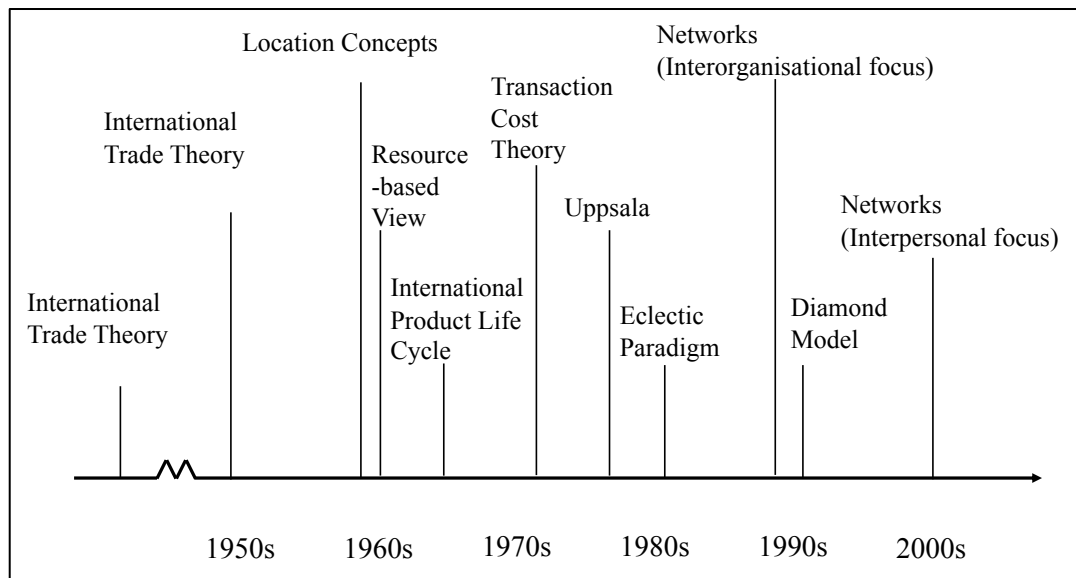 Location Concepts
Networks
(Interorganisational focus)
Transaction
Cost
Theory
International
Trade Theory
Resource
-based
View
Uppsala
Networks
(Interpersonal focus)
International
Trade Theory
International
Product Life
Cycle
Eclectic
Paradigm
Diamond
Model
1950s 1960s 1970s 1980s 1990s 2000s